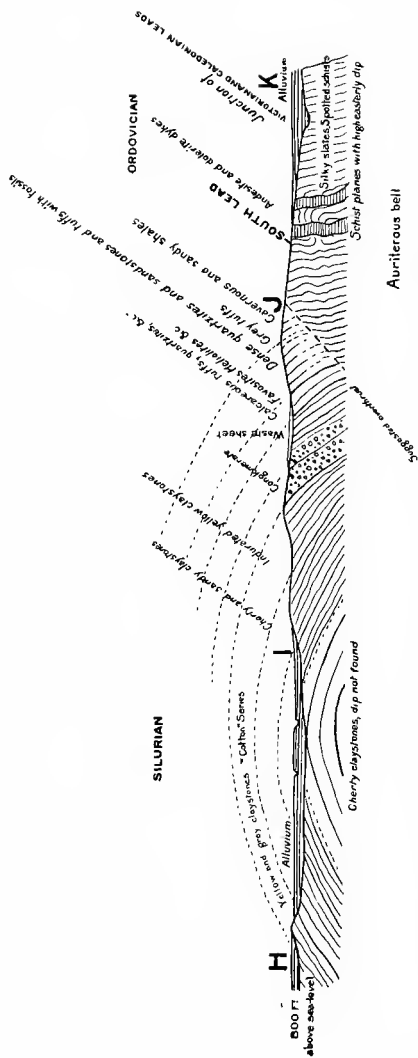 SILURIAN
ORDOVICIAN
H
I
J
K
800 FT
above sea-level
Alluvium
Yellow and gray claystones
"Cotton" Series
Cherty claystones, dip not found
Cherty and sandy claystones
Indurated yellow claystones
Conglomerate
Waste sheet
Calcareous tuffs, quartzites, &c.
Favosites Heliolites &c
Dense quartzites and sandstones and tuffs with fossils
Grey tuffs
Cavernous and sandy shales
SOUTH LEAD
Andesite and dolerite dykes
Junction of
VICTORIAN AND CALEDONIAN LEADS
Alluvium
Silky slates, Spotted schists
Schist planes with high easterly dip
Suggested overthrust
Auriferous belt